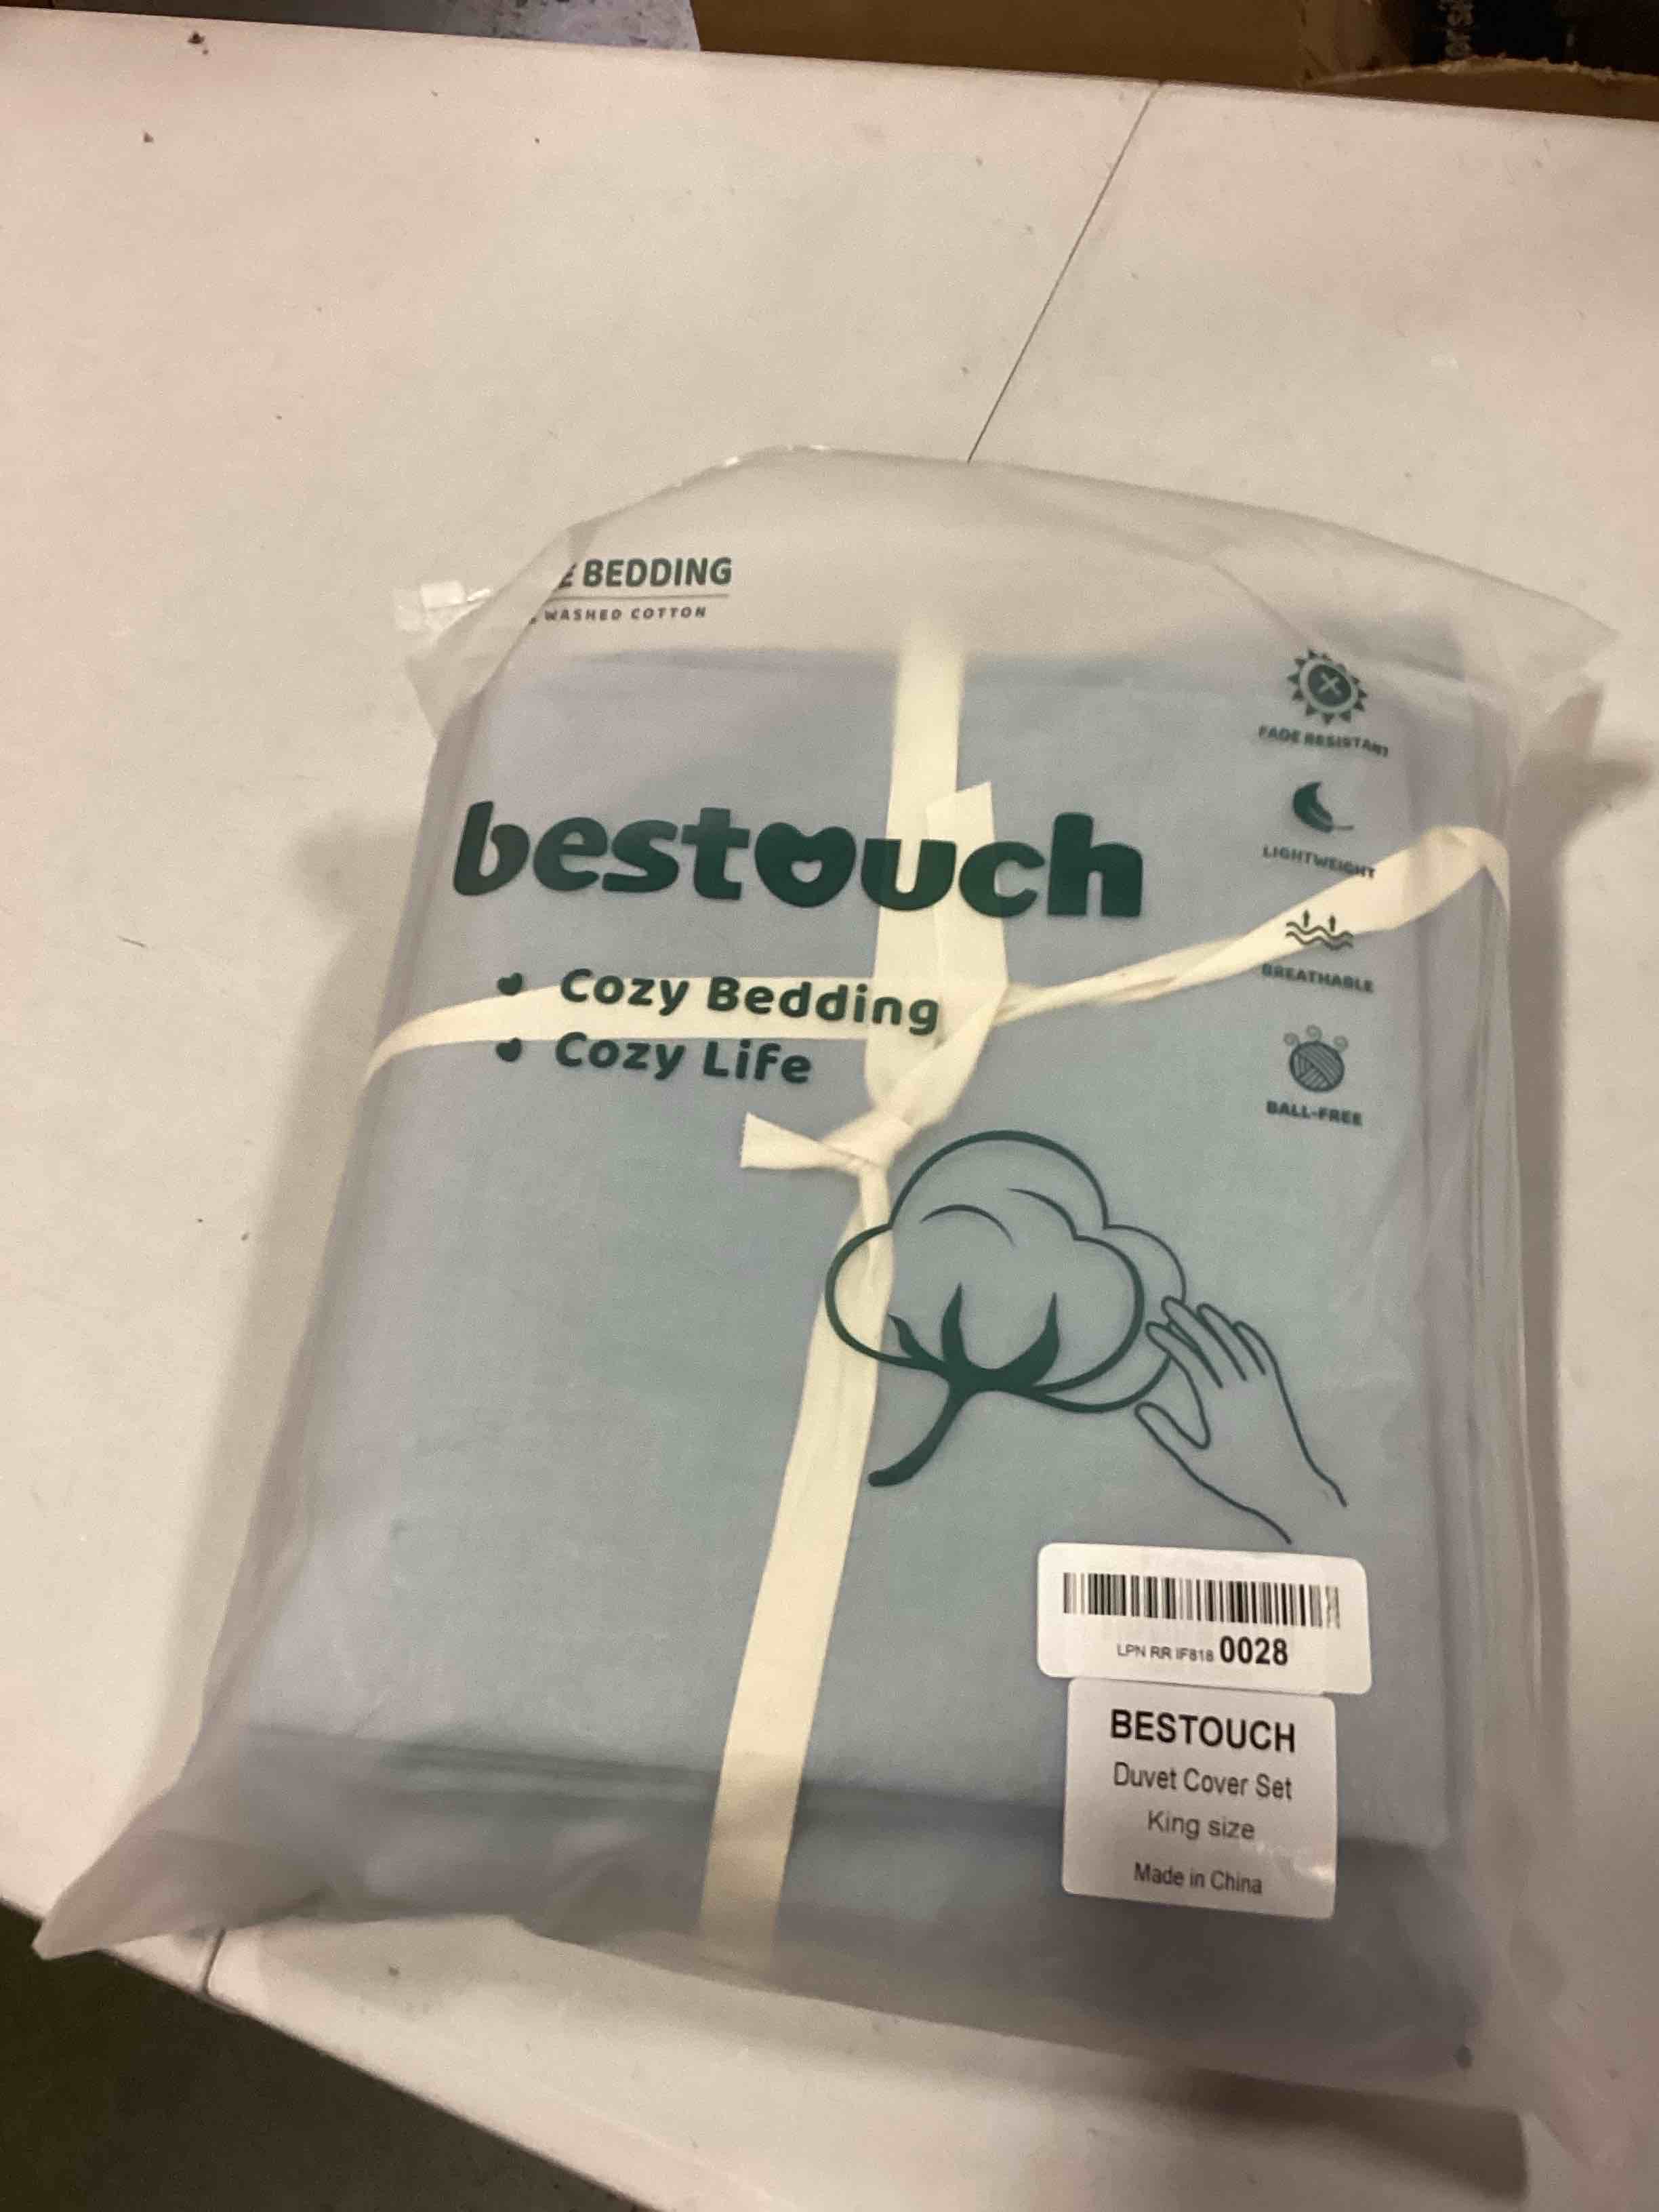 BEDDING
WASHED COTTON
FADE RESISTANT
LIGHTWEIGHT
BREATHABLE
BALL-FREE
bestouch
Cozy Bedding
Cozy Life
LPN RR IF818 0028
BESTOUCH
Duvet Cover Set
King size
Made in China